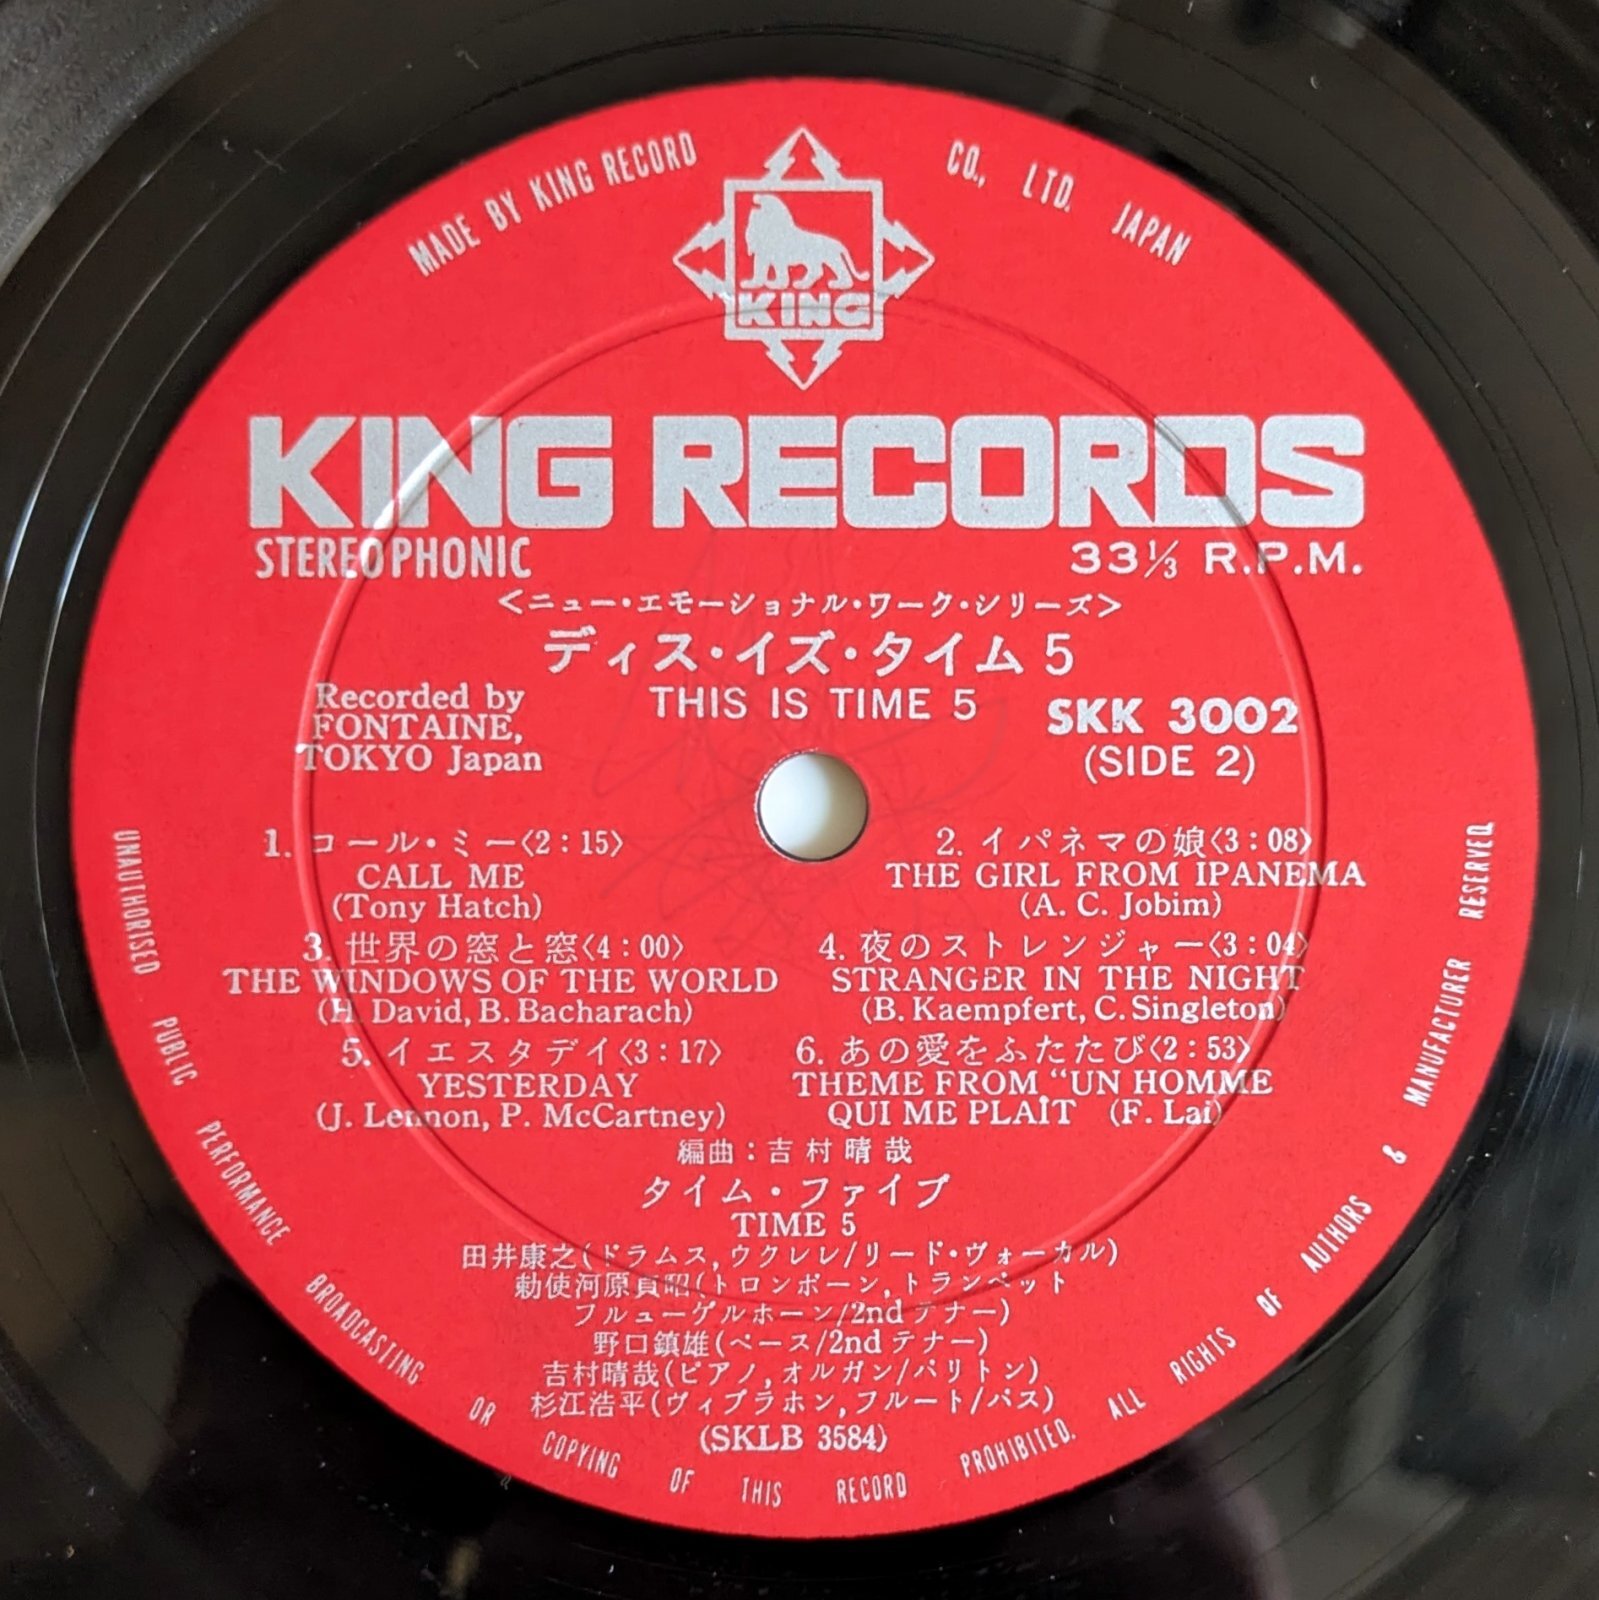 MADE BY KING RECORD CO., LTD. JAPAN
KING
KING RECORDS
STEREOPHONIC
33⅓ R.P.M.
<ニュー・エモーショナル・ワーク・シリーズ>
ディス・イズ・タイム 5
THIS IS TIME 5
Recorded by
FONTAINE,
TOKYO Japan
SKK 3002
(SIDE 2)
1. コール・ミー〈2:15〉
CALL ME
(Tony Hatch)
2. イパネマの娘〈3:08〉
THE GIRL FROM IPANEMA
(A. C. Jobim)
3. 世界の窓と窓〈4:00〉
THE WINDOWS OF THE WORLD
(H. David, B. Bacharach)
4. 夜のストレンジャー〈3:04〉
STRANGER IN THE NIGHT
(B. Kaempfert, C. Singleton)
5. イエスタデイ〈3:17〉
YESTERDAY
(J. Lennon, P. McCartney)
6. あの愛をふたたび〈2:53〉
THEME FROM "UN HOMME
QUI ME PLAÎT (F. Lai)
編曲:吉村晴哉
タイム・ファイブ
TIME 5
田井康之(ドラムス,ウクレレ/リード・ヴォーカル)
勅使河原貞昭(トロンボーン,トランペット
フルューゲルホーン/2nd テナー)
野口鎮雄(ベース/2nd テナー)
吉村晴哉(ピアノ,オルガン/バリトン)
杉江浩平(ヴィブラホン,フルート/バス)
(SKLB 3584)
UNAUTHORISED PUBLIC PERFORMANCE BROADCASTING OR COPYING OF THIS RECORD PROHIBITED. ALL RIGHTS OF AUTHORS & MANUFACTURER RESERVED